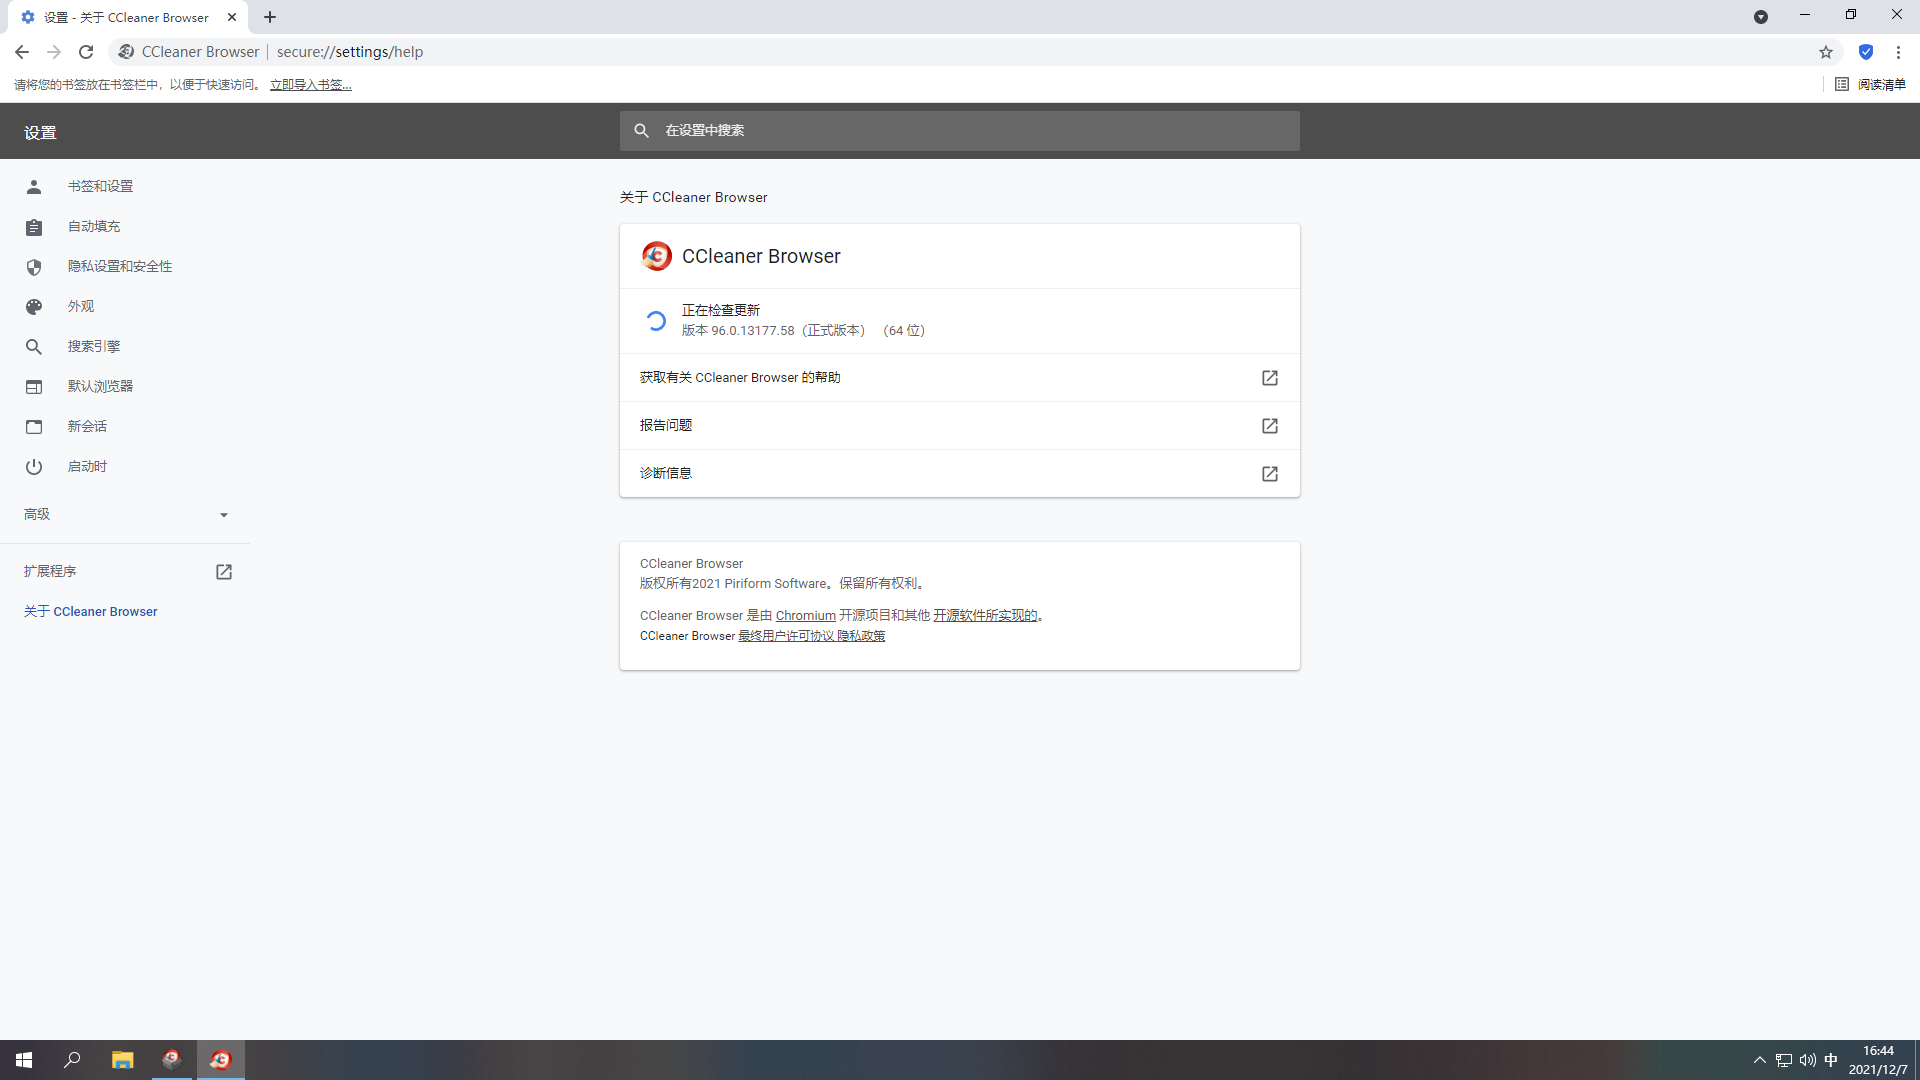 设置 - 关于 CCleaner Browser
CCleaner Browser | secure://settings/help
请将您的书签放在书签栏中，以便于快速访问。 立即导入书签...
阅读清单
设置
在设置中搜索
书签和设置
自动填充
隐私设置和安全性
外观
搜索引擎
默认浏览器
新会话
启动时
高级
扩展程序
关于 CCleaner Browser
关于 CCleaner Browser
CCleaner Browser
正在检查更新
版本 96.0.13177.58（正式版本） （64 位）
获取有关 CCleaner Browser 的帮助
报告问题
诊断信息
CCleaner Browser
版权所有2021 Piriform Software。保留所有权利。
CCleaner Browser 是由 Chromium 开源项目和其他 开源软件所实现的。
CCleaner Browser 最终用户许可协议 隐私政策
中
16:44
2021/12/7